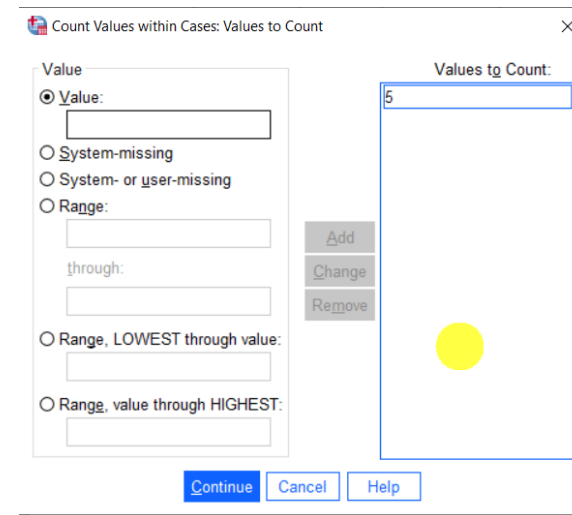 Count Values within Cases: Values to Count
Value
Value:
System-missing
System- or user-missing
Range:
through:
Range, LOWEST through value:
Range, value through HIGHEST:
Add
Change
Remove
Values to Count:
5
Continue Cancel Help